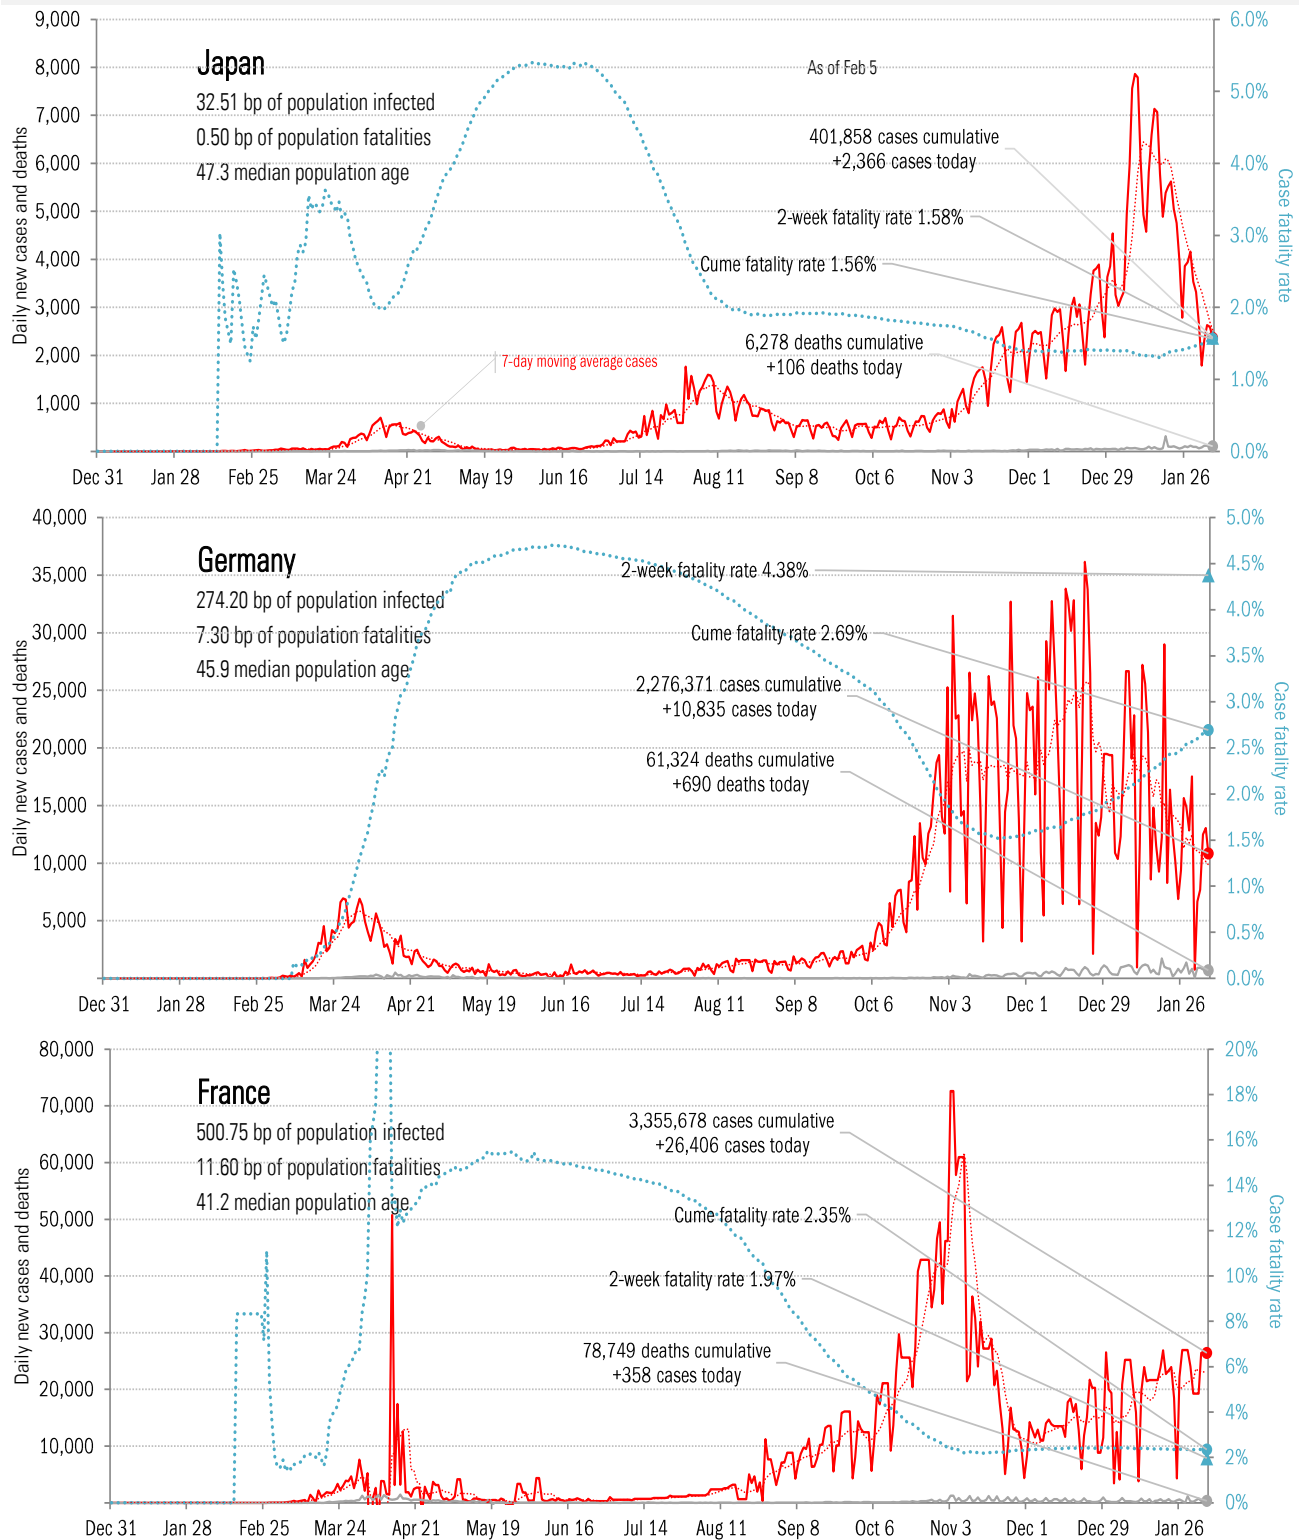 9,000
8,000
7,000
6,000
5,000
4,000
3,000
2,000
1,000
Daily new cases and deaths
6.0%
5.0%
4.0%
3.0%
2.0%
1.0%
0.0%
Case fatality rate
Japan
32.51 bp of population infected
0.50 bp of population fatalities
47.3 median population age
As of Feb 5
401,858 cases cumulative
+2,366 cases today
2-week fatality rate 1.58%
Cume fatality rate 1.56%
6,278 deaths cumulative
+106 deaths today
7-day moving average cases
Dec 31 Jan 28 Feb 25 Mar 24 Apr 21 May 19 Jun 16 Jul 14 Aug 11 Sep 8 Oct 6 Nov 3 Dec 1 Dec 29 Jan 26
40,000
35,000
30,000
25,000
20,000
15,000
10,000
5,000
Daily new cases and deaths
5.0%
4.5%
4.0%
3.5%
3.0%
2.5%
2.0%
1.5%
1.0%
0.5%
0.0%
Case fatality rate
Germany
274.20 bp of population infected
7.30 bp of population fatalities
45.9 median population age
2-week fatality rate 4.38%
Cume fatality rate 2.69%
2,276,371 cases cumulative
+10,835 cases today
61,324 deaths cumulative
+690 deaths today
Dec 31 Jan 28 Feb 25 Mar 24 Apr 21 May 19 Jun 16 Jul 14 Aug 11 Sep 8 Oct 6 Nov 3 Dec 1 Dec 29 Jan 26
80,000
70,000
60,000
50,000
40,000
30,000
20,000
10,000
Daily new cases and deaths
20%
18%
16%
14%
12%
10%
8%
6%
4%
2%
0%
Case fatality rate
France
500.75 bp of population infected
11.60 bp of population fatalities
41.2 median population age
3,355,678 cases cumulative
+26,406 cases today
Cume fatality rate 2.35%
2-week fatality rate 1.97%
78,749 deaths cumulative
+358 cases today
Dec 31 Jan 28 Feb 25 Mar 24 Apr 21 May 19 Jun 16 Jul 14 Aug 11 Sep 8 Oct 6 Nov 3 Dec 1 Dec 29 Jan 26